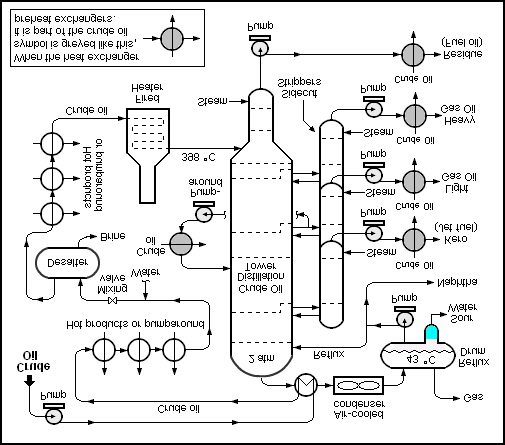 Pump
Crude oil
Air-cooled
condenser
Gas
Crude
Oil
43 °C
Reflux
Drum
2 atm
Reflux
Pump
Sour
Water
Hot products or pumparound
Naphtha
Mixing
valve
Water
Crude Oil
Distillation
Tower
Desalter
Brine
Crude
oil
Steam
Crude Oil
Pump
Kero
(Jet fuel)
Pump-
around
Steam
Crude Oil
Pump
Light
Gas Oil
Hot products
or pumparound
398 °C
Steam
Crude Oil
Pump
Heavy
Gas Oil
Crude oil
Fired
Heater
Steam
Sidecut
Strippers
Crude Oil
Residue
(Fuel oil)
Pump
When the heat exchanger
symbol is greyed like this,
it is part of the crude oil
preheat exchangers.